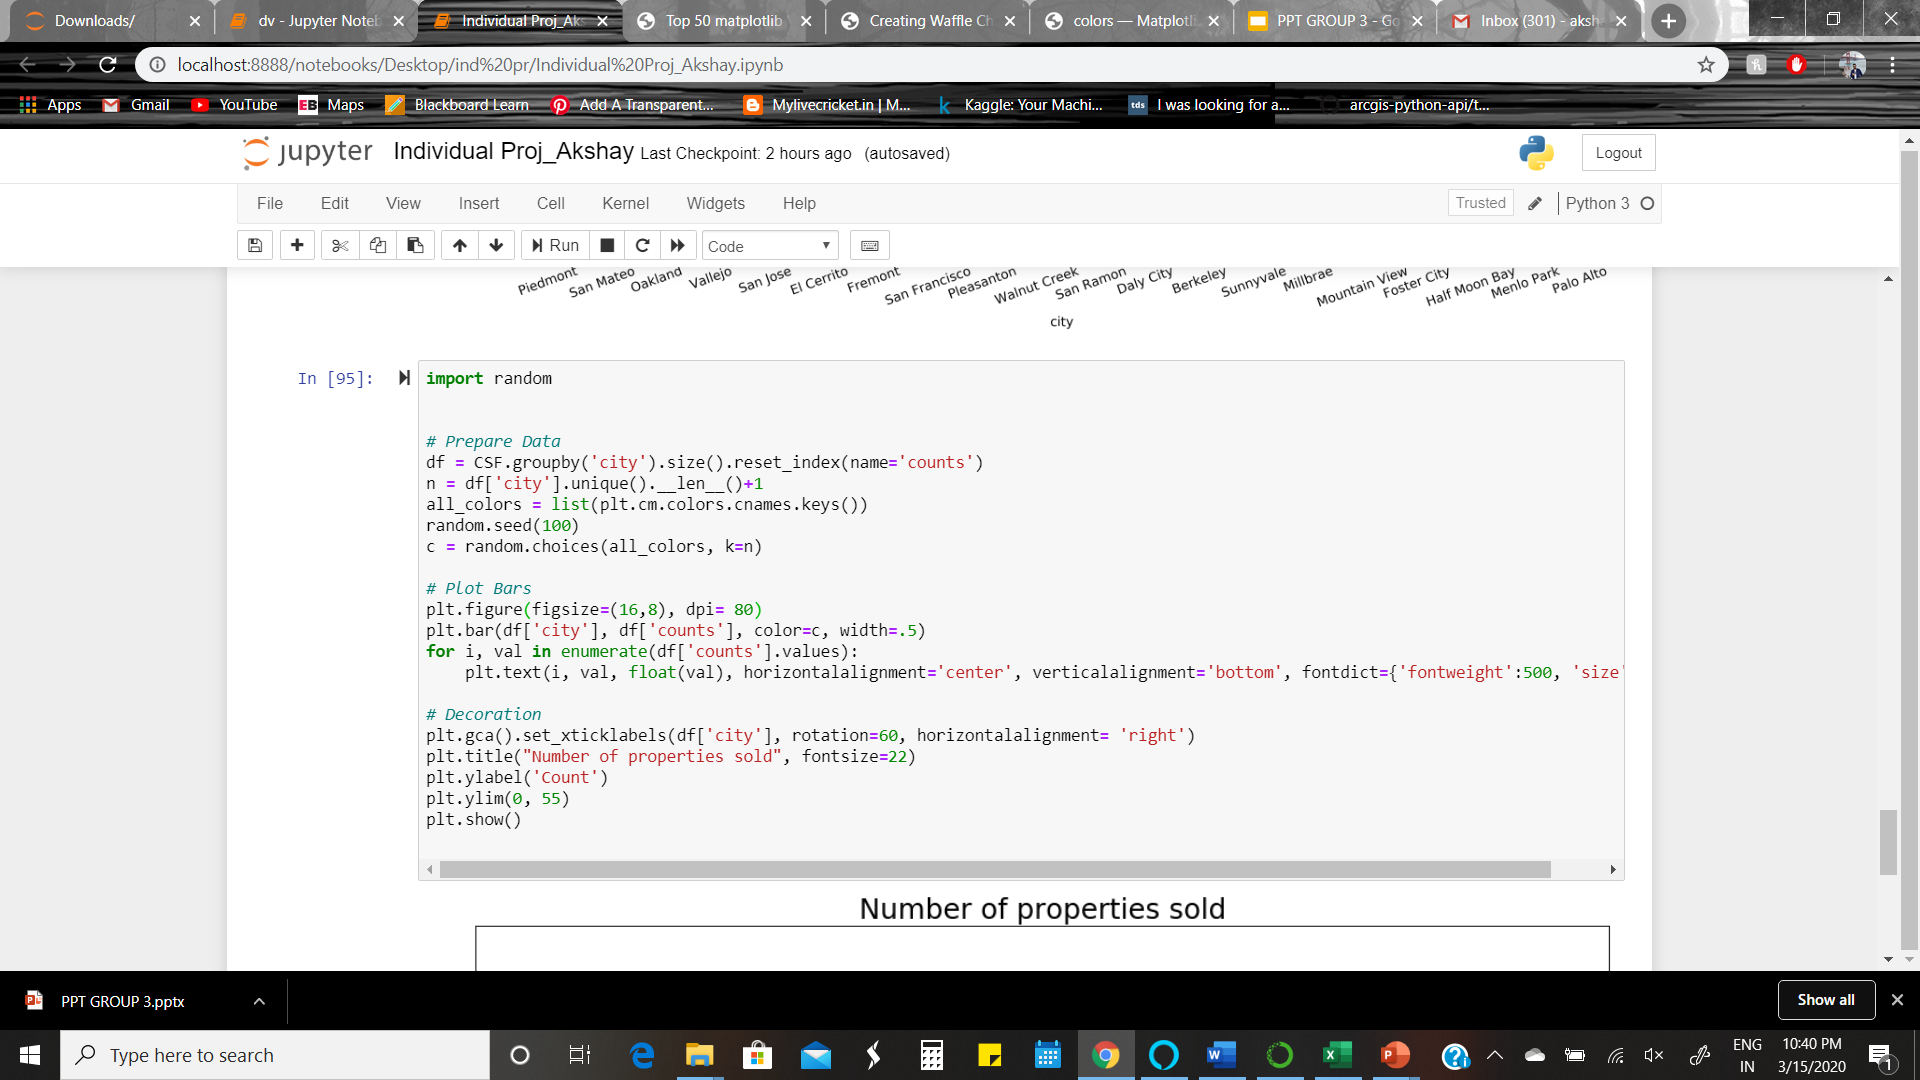 Downloads/
dv - Jupyter Noteb
Individual Proj_Aks
Top 50 matplotlib
Creating Waffle Ch
colors — Matplotli
PPT GROUP 3 - Go
Inbox (301) - aksh
localhost:8888/notebooks/Desktop/ind%20pr/Individual%20Proj_Akshay.ipynb
Apps
Gmail
YouTube
Maps
Blackboard Learn
Add A Transparent...
Mylivecricket.in | M...
Kaggle: Your Machi...
tds I was looking for a...
arcgis-python-api/t...
jupyter Individual Proj_Akshay Last Checkpoint: 2 hours ago (autosaved)
Logout
File Edit View Insert Cell Kernel Widgets Help
Trusted
Python 3
Run
Code
Piedmont San Mateo Oakland Vallejo San Jose El Cerrito Fremont San Francisco Pleasanton Walnut Creek San Ramon Daly City Berkeley Sunnyvale Millbrae Mountain View Foster City Half Moon Bay Menlo Park Palo Alto
city
In [95]:
import random
# Prepare Data
df = CSF.groupby('city').size().reset_index(name='counts')
n = df['city'].unique().__len__()+1
all_colors = list(plt.cm.colors.cnames.keys())
random.seed(100)
c = random.choices(all_colors, k=n)
# Plot Bars
plt.figure(figsize=(16,8), dpi= 80)
plt.bar(df['city'], df['counts'], color=c, width=.5)
for i, val in enumerate(df['counts'].values):
plt.text(i, val, float(val), horizontalalignment='center', verticalalignment='bottom', fontdict={'fontweight':500, 'size'
# Decoration
plt.gca().set_xticklabels(df['city'], rotation=60, horizontalalignment= 'right')
plt.title("Number of properties sold", fontsize=22)
plt.ylabel('Count')
plt.ylim(0, 55)
plt.show()
Number of properties sold
PPT GROUP 3.pptx
Show all
Type here to search
ENG
IN
10:40 PM
3/15/2020
1